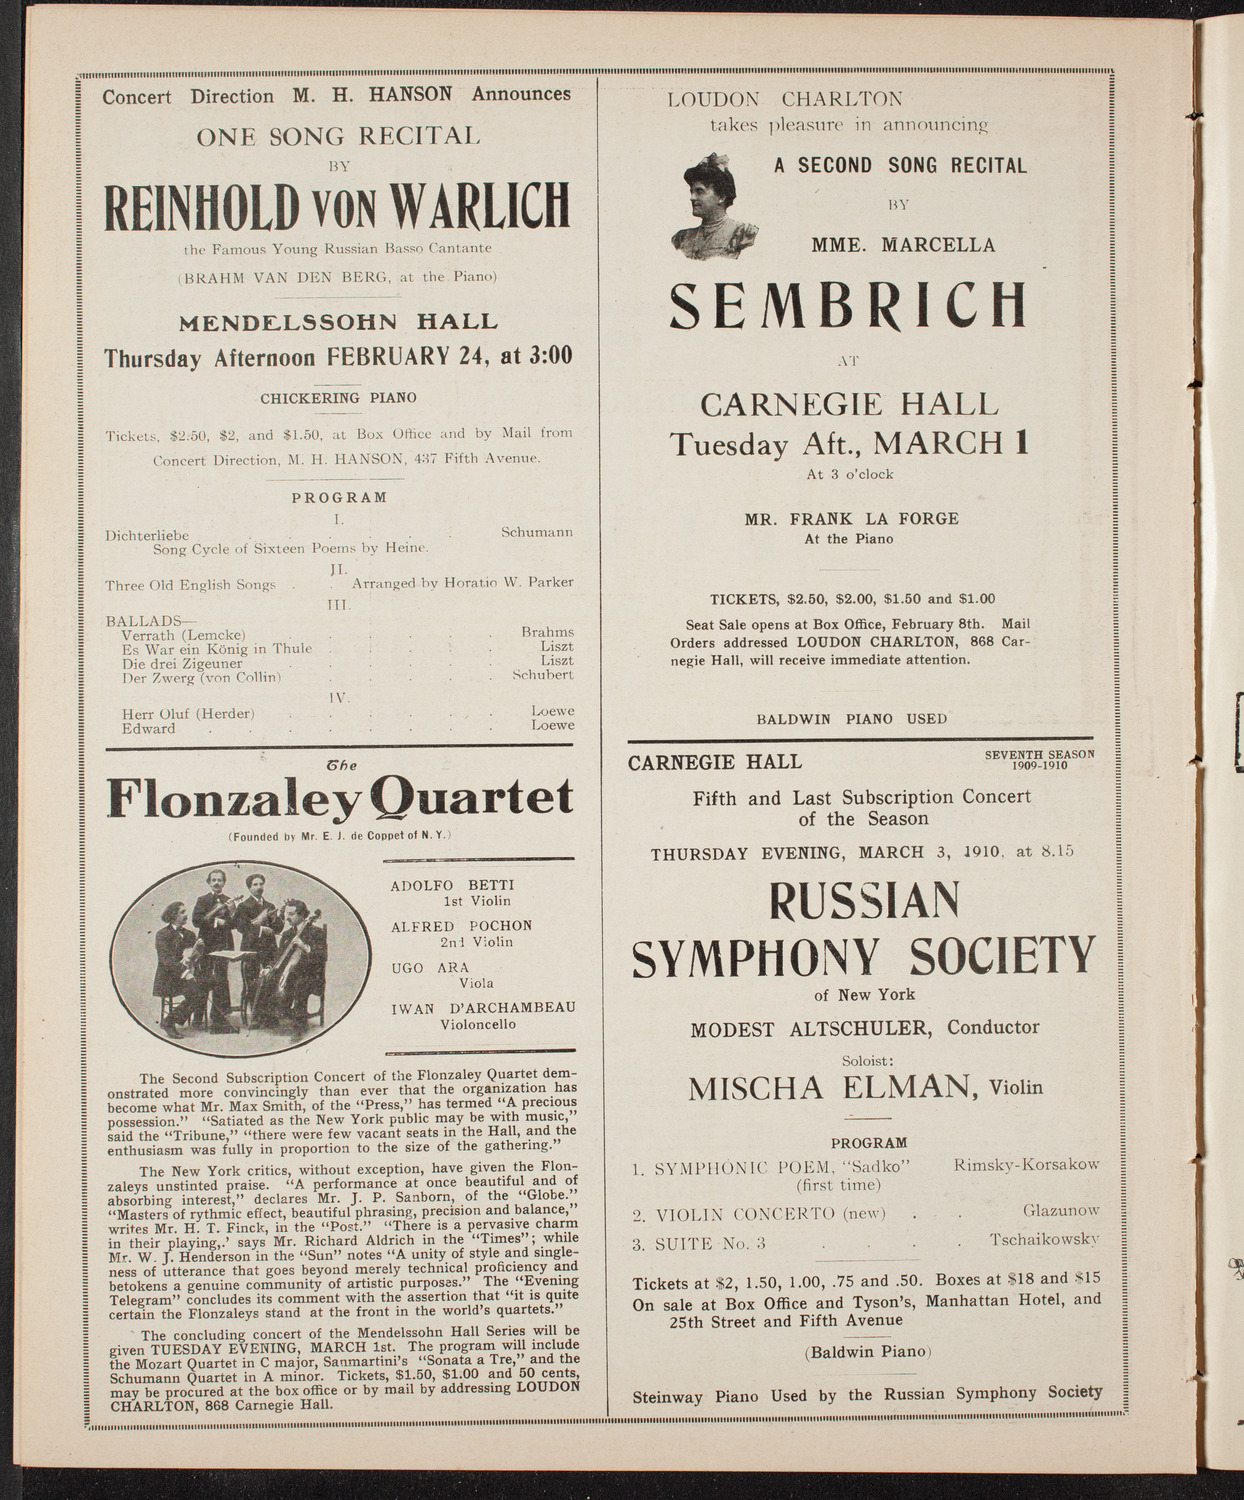 Concert Direction M. H. HANSON Announces
ONE SONG RECITAL
BY
REINHOLD VON WARLICH
the Famous Young Russian Basso Cantante
(BRAHM VAN DEN BERG, at the Piano)
MENDELSSOHN HALL
Thursday Afternoon FEBRUARY 24, at 3:00
CHICKERING PIANO
Tickets, $2.50, $2, and $1.50, at Box Office and by Mail from
Concert Direction, M. H. HANSON, 437 Fifth Avenue.
PROGRAM
I.
Dichterliebe . . . . . . Schumann
Song Cycle of Sixteen Poems by Heine.
II.
Three Old English Songs . . Arranged by Horatio W. Parker
III.
BALLADS—
Verrath (Lemcke) . . . . . . Brahms
Es War ein König in Thule . . . . . Liszt
Die drei Zigeuner . . . . . . Liszt
Der Zwerg (von Collin) . . . . . Schubert
IV.
Herr Oluf (Herder) . . . . . . Loewe
Edward . . . . . . . . Loewe
The
Flonzaley Quartet
(Founded by Mr. E. J. de Coppet of N. Y.)
ADOLFO BETTI
1st Violin
ALFRED POCHON
2nd Violin
UGO ARA
Viola
IWAN D'ARCHAMBEAU
Violoncello
The Second Subscription Concert of the Flonzaley Quartet dem-
onstrated more convincingly than ever that the organization has
become what Mr. Max Smith, of the "Press," has termed "A precious
possession." "Satiated as the New York public may be with music,"
said the "Tribune," "there were few vacant seats in the Hall, and the
enthusiasm was fully in proportion to the size of the gathering."
The New York critics, without exception, have given the Flon-
zaleys unstinted praise. "A performance at once beautiful and of
absorbing interest," declares Mr. J. P. Sanborn, of the "Globe."
"Masters of rythmic effect, beautiful phrasing, precision and balance,"
writes Mr. H. T. Finck, in the "Post." "There is a pervasive charm
in their playing,.' says Mr. Richard Aldrich in the "Times"; while
Mr. W. J. Henderson in the "Sun" notes "A unity of style and single-
ness of utterance that goes beyond merely technical proficiency and
betokens a genuine community of artistic purposes." The "Evening
Telegram" concludes its comment with the assertion that "it is quite
certain the Flonzaleys stand at the front in the world's quartets."
The concluding concert of the Mendelssohn Hall Series will be
given TUESDAY EVENING, MARCH 1st. The program will include
the Mozart Quartet in C major, Sanmartini's "Sonata a Tre," and the
Schumann Quartet in A minor. Tickets, $1.50, $1.00 and 50 cents,
may be procured at the box office or by mail by addressing LOUDON
CHARLTON, 868 Carnegie Hall.
LOUDON CHARLTON
takes pleasure in announcing
A SECOND SONG RECITAL
BY
MME. MARCELLA
SEMBRICH
AT
CARNEGIE HALL
Tuesday Aft., MARCH 1
At 3 o'clock
MR. FRANK LA FORGE
At the Piano
TICKETS, $2.50, $2.00, $1.50 and $1.00
Seat Sale opens at Box Office, February 8th. Mail
Orders addressed LOUDON CHARLTON, 868 Car-
negie Hall, will receive immediate attention.
BALDWIN PIANO USED
CARNEGIE HALL SEVENTH SEASON
1909-1910
Fifth and Last Subscription Concert
of the Season
THURSDAY EVENING, MARCH 3, 1910, at 8.15
RUSSIAN
SYMPHONY SOCIETY
of New York
MODEST ALTSCHULER, Conductor
Soloist:
MISCHA ELMAN, Violin
PROGRAM
1. SYMPHONIC POEM, "Sadko" Rimsky-Korsakow
(first time)
2. VIOLIN CONCERTO (new) . . Glazunow
3. SUITE No. 3 . . Tschaikowsky
Tickets at $2, 1.50, 1.00, .75 and .50. Boxes at $18 and $15
On sale at Box Office and Tyson's, Manhattan Hotel, and
25th Street and Fifth Avenue
(Baldwin Piano)
Steinway Piano Used by the Russian Symphony Society